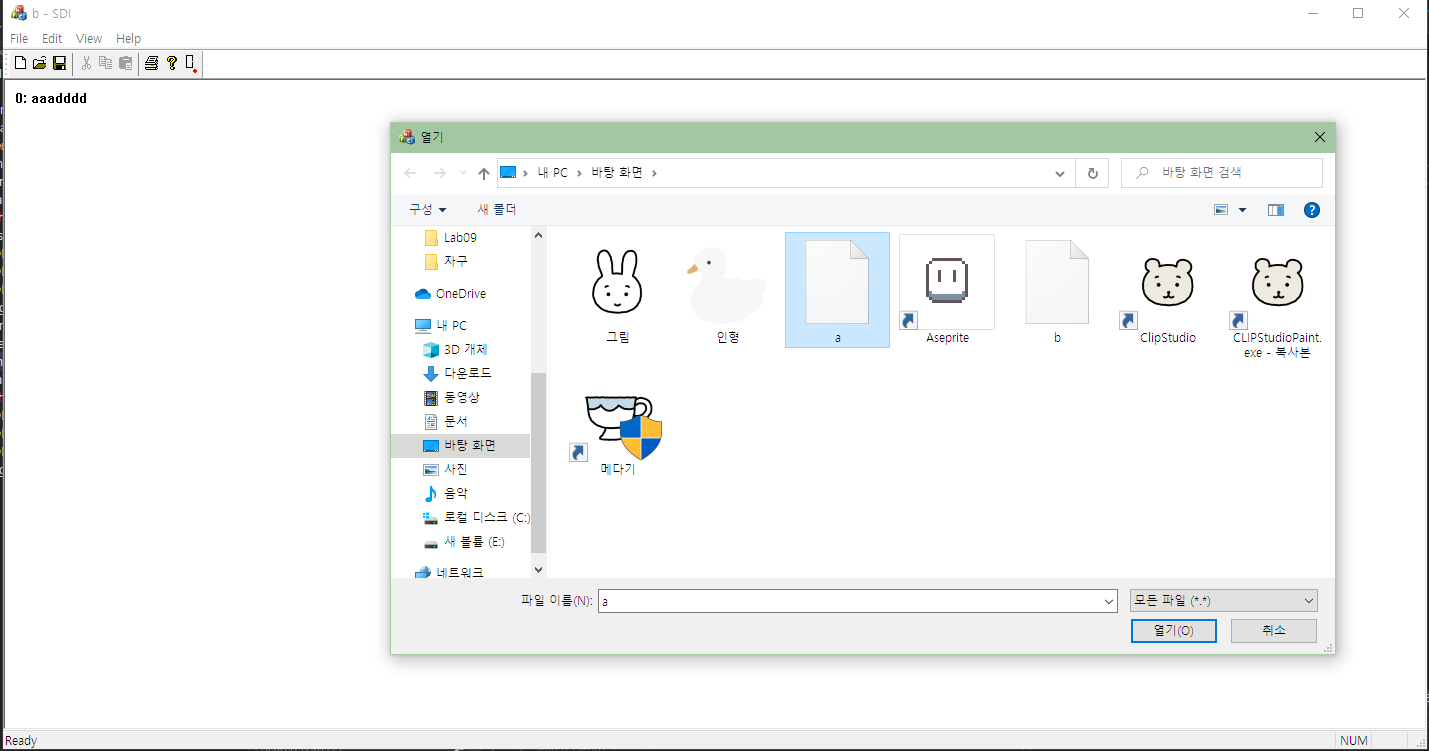 b - SDI
File Edit View Help
0: aaadddd
열기
내 PC 바탕 화면
바탕 화면 검색
구성 새 폴더
Lab09
자구
OneDrive
내 PC
3D 개체
다운로드
동영상
문서
바탕 화면
사진
음악
로컬 디스크 (C:)
새 볼륨 (E:)
네트워크
그림
인형
a
Aseprite
b
ClipStudio
CLIPStudioPaint.
exe - 복사본
메다기
파일 이름(N): a
모든 파일 (*.*)
열기(O) 취소
Ready
NUM